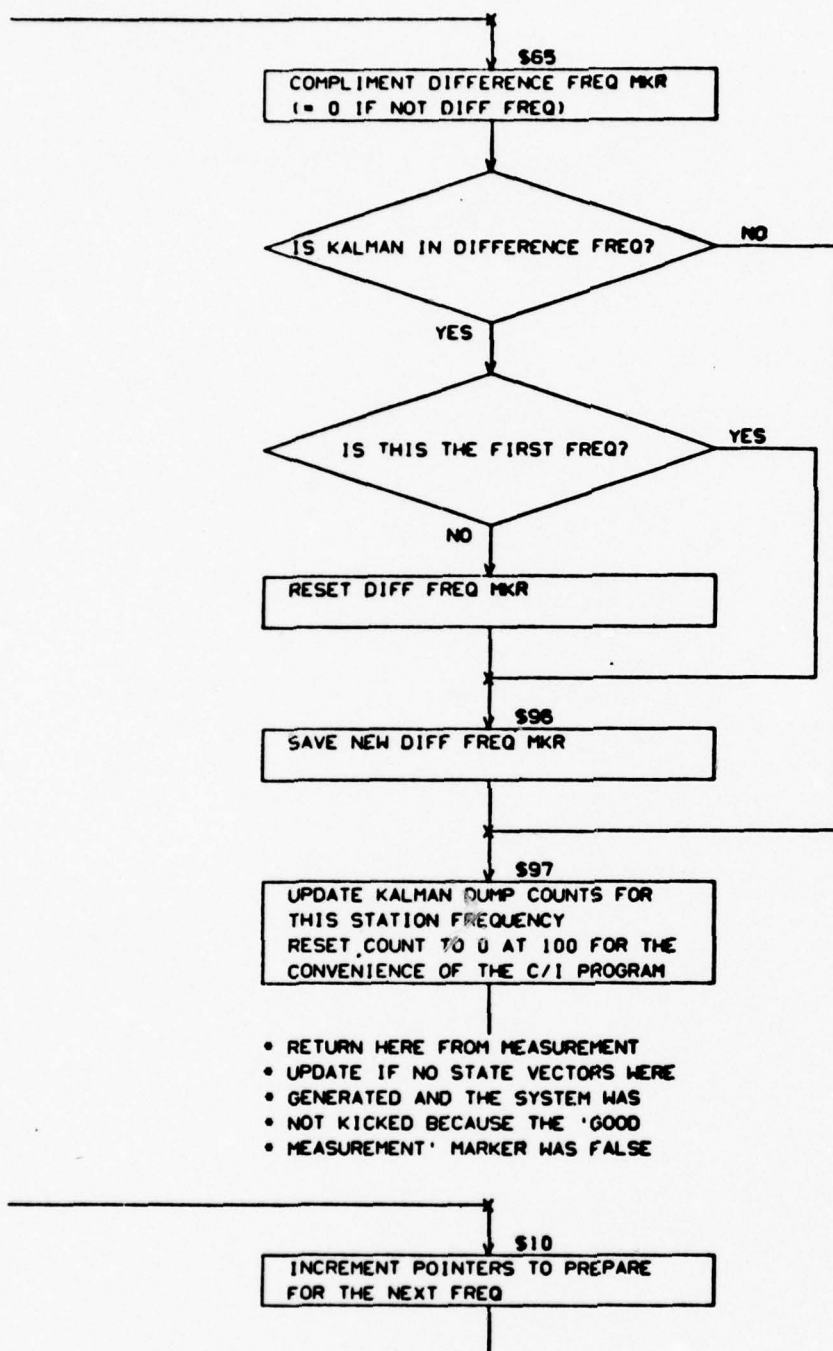 $65
COMPLIMENT DIFFERENCE FREQ MKR
(= 0 IF NOT DIFF FREQ)
IS KALMAN IN DIFFERENCE FREQ?
NO
YES
IS THIS THE FIRST FREQ?
YES
NO
RESET DIFF FREQ MKR
$96
SAVE NEW DIFF FREQ MKR
$97
UPDATE KALMAN DUMP COUNTS FOR
THIS STATION FREQUENCY
RESET COUNT TO 0 AT 100 FOR THE
CONVENIENCE OF THE C/I PROGRAM
* RETURN HERE FROM MEASUREMENT
* UPDATE IF NO STATE VECTORS WERE
* GENERATED AND THE SYSTEM WAS
* NOT KICKED BECAUSE THE 'GOOD
* MEASUREMENT' MARKER WAS FALSE
$10
INCREMENT POINTERS TO PREPARE
FOR THE NEXT FREQ